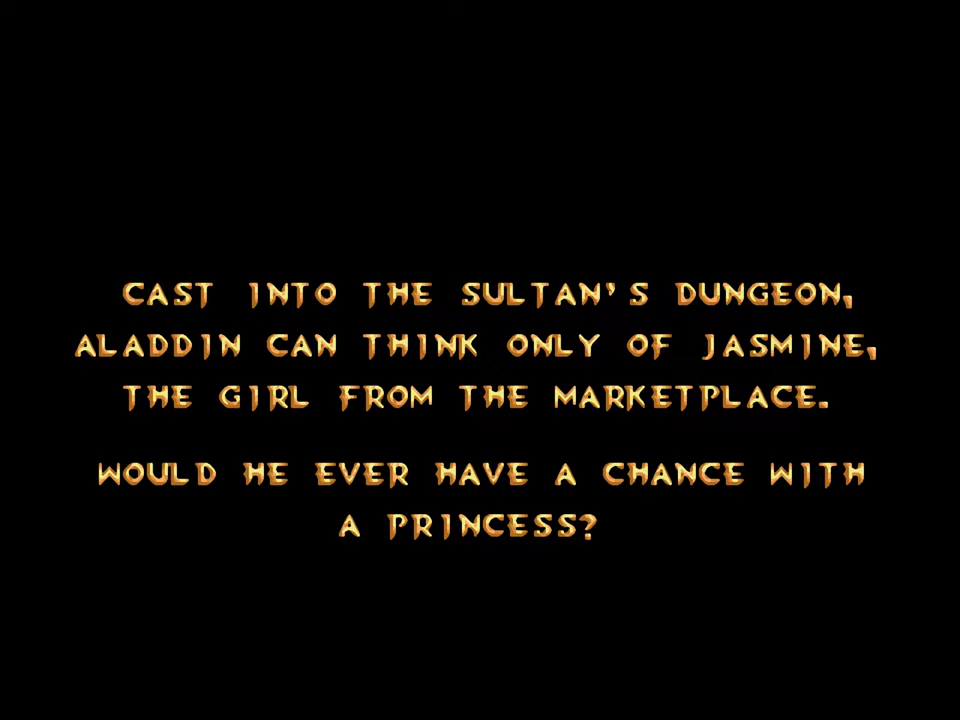 CAST INTO THE SULTAN'S DUNGEON,
ALADDIN CAN THINK ONLY OF JASMINE,
THE GIRL FROM THE MARKETPLACE.
WOULD HE EVER HAVE A CHANCE WITH
A PRINCESS?